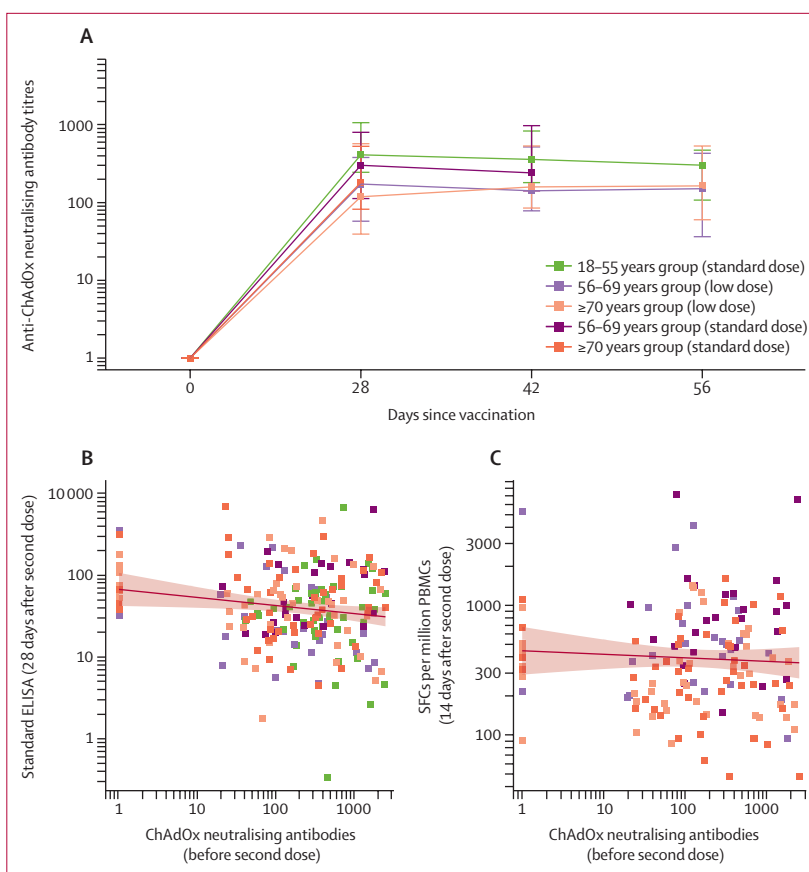 A
Anti-ChAdOx neutralising antibody titres
1000
100
10
1
0
28
42
56
Days since vaccination
18–55 years group (standard dose)
56–69 years group (low dose)
≥70 years group (low dose)
56–69 years group (standard dose)
≥70 years group (standard dose)
B
Standard ELISA (28 days after second dose)
10 000
100
10
1
1
10
100
1000
ChAdOx neutralising antibodies
(before second dose)
C
SFCs per million PBMCs
(14 days after second dose)
3000
1000
300
100
1
10
100
1000
ChAdOx neutralising antibodies
(before second dose)